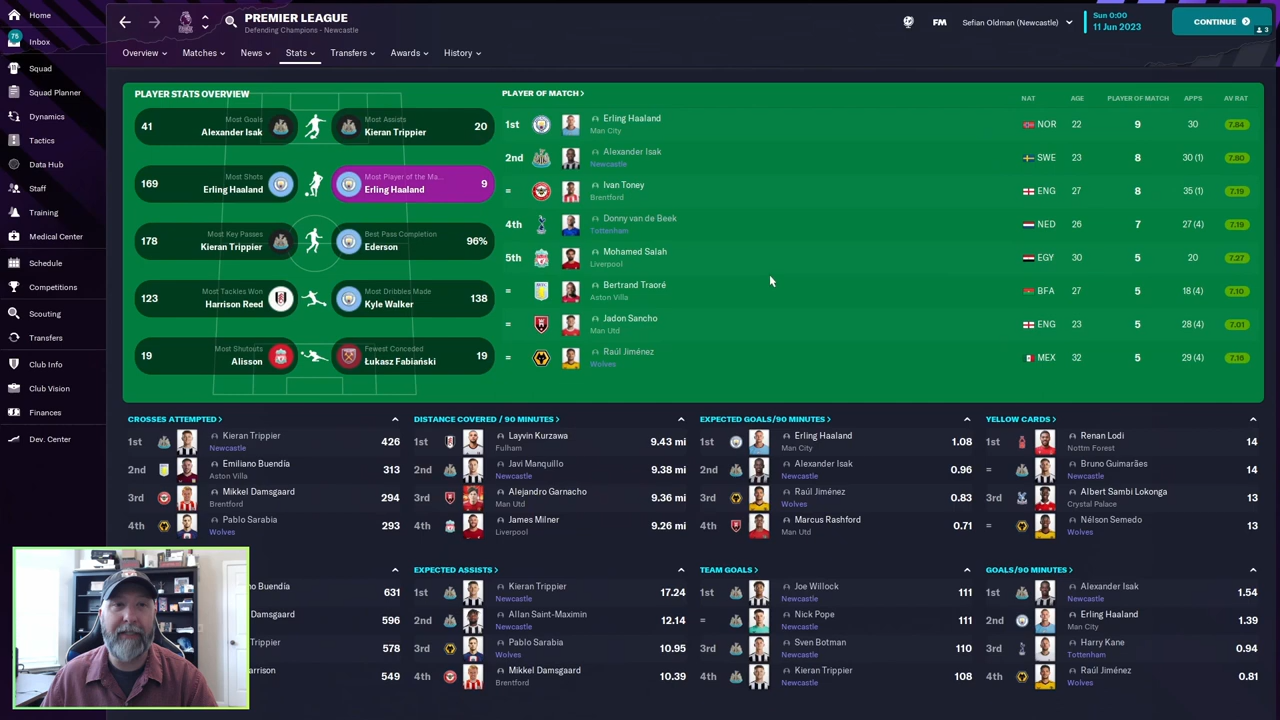 Home
75
Inbox
Squad
Squad Planner
Dynamics
Tactics
Data Hub
Staff
Training
Medical Center
Schedule
Competitions
Scouting
Transfers
Club Info
Club Vision
Finances
Dev. Center
PREMIER LEAGUE
Defending Champions - Newcastle
FM
Sefian Oldman (Newcastle)
Sun 0:00
11 Jun 2023
CONTINUE
3
Overview
Matches
News
Stats
Transfers
Awards
History
PLAYER STATS OVERVIEW
41 Most Goals Alexander Isak
Most Assists Kieran Trippier 20
169 Most Shots Erling Haaland
Most Player of the Ma... Erling Haaland 9
178 Most Key Passes Kieran Trippier
Best Pass Completion Ederson 96%
123 Most Tackles Won Harrison Reed
Most Dribbles Made Kyle Walker 138
19 Most Shutouts Alisson
Fewest Conceded Łukasz Fabiański 19
PLAYER OF MATCH >
NAT AGE PLAYER OF MATCH APPS AV RAT
1st Erling Haaland Man City NOR 22 9 30 7.84
2nd Alexander Isak Newcastle SWE 23 8 30 (1) 7.80
= Ivan Toney Brentford ENG 27 8 35 (1) 7.19
4th Donny van de Beek Tottenham NED 26 7 27 (4) 7.19
5th Mohamed Salah Liverpool EGY 30 5 20 7.27
= Bertrand Traoré Aston Villa BFA 27 5 18 (4) 7.10
= Jadon Sancho Man Utd ENG 23 5 28 (4) 7.01
= Raúl Jiménez Wolves MEX 32 5 29 (4) 7.18
CROSSES ATTEMPTED >
1st Kieran Trippier Newcastle 426
2nd Emiliano Buendía Aston Villa 313
3rd Mikkel Damsgaard Brentford 294
4th Pablo Sarabia Wolves 293
DISTANCE COVERED / 90 MINUTES >
1st Layvin Kurzawa Fulham 9.43 mi
2nd Javi Manquillo Newcastle 9.38 mi
3rd Alejandro Garnacho Man Utd 9.36 mi
4th James Milner Liverpool 9.26 mi
EXPECTED GOALS/90 MINUTES >
1st Erling Haaland Man City 1.08
2nd Alexander Isak Newcastle 0.96
3rd Raúl Jiménez Wolves 0.83
4th Marcus Rashford Man Utd 0.71
YELLOW CARDS >
1st Renan Lodi Nottm Forest 14
= Bruno Guimarães Newcastle 14
3rd Albert Sambi Lokonga Crystal Palace 13
= Nélson Semedo Wolves 13
Buendía 631
Damsgaard 596
Trippier 578
549
EXPECTED ASSISTS >
1st Kieran Trippier Newcastle 17.24
2nd Allan Saint-Maximin Newcastle 12.14
3rd Pablo Sarabia Wolves 10.95
4th Mikkel Damsgaard Brentford 10.39
TEAM GOALS >
1st Joe Willock Newcastle 111
= Nick Pope Newcastle 111
3rd Sven Botman Newcastle 110
4th Kieran Trippier Newcastle 108
GOALS/90 MINUTES >
1st Alexander Isak Newcastle 1.54
2nd Erling Haaland Man City 1.39
3rd Harry Kane Tottenham 0.94
4th Raúl Jiménez Wolves 0.81